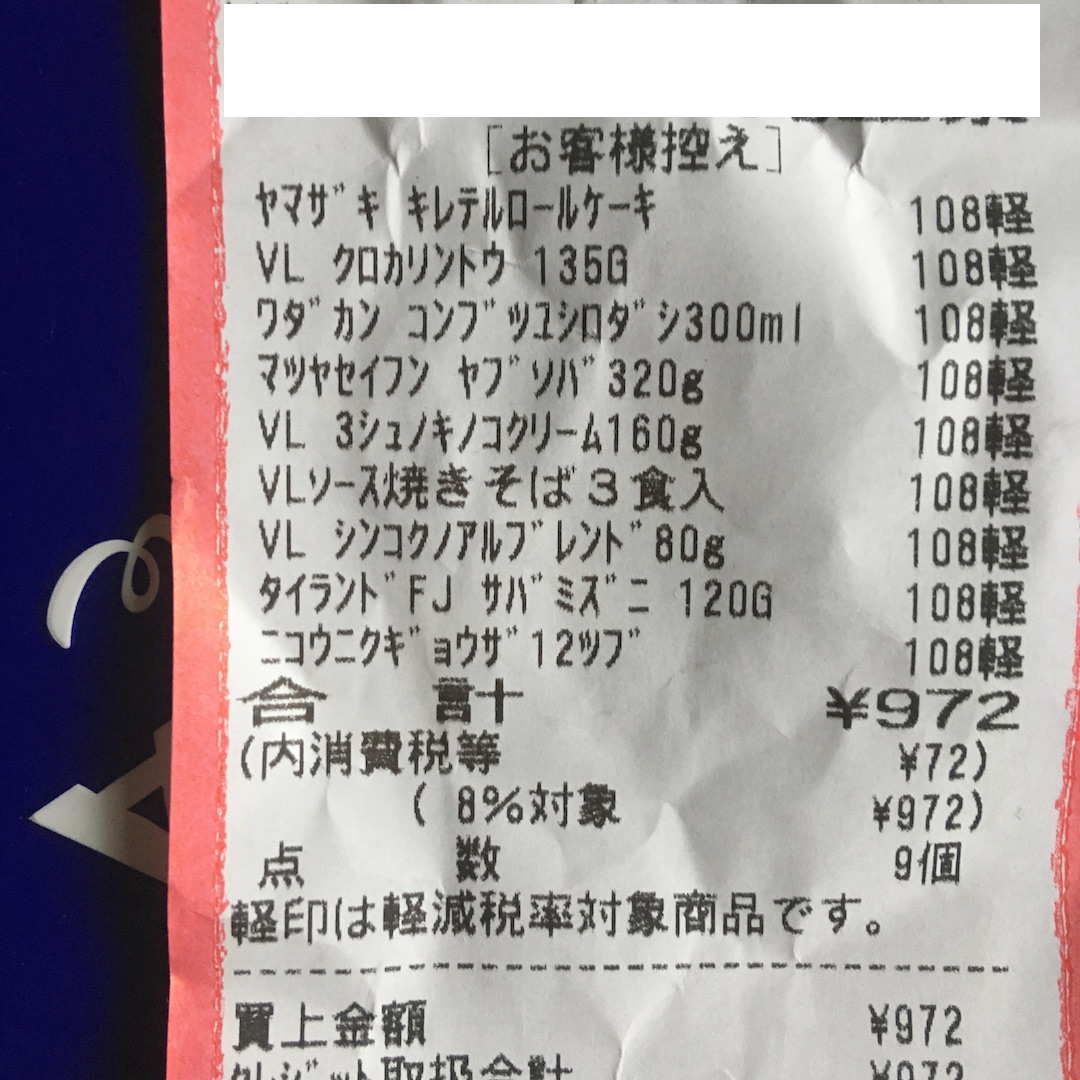 [お客様控え]
ヤマザキ キレテルロールケーキ 108軽
VL クロカリントウ 135G 108軽
ワダカン コンブツユシロダシ300ml 108軽
マツヤセイフン ヤブソバ320g 108軽
VL 3シュノキノコクリーム160g 108軽
VLソース焼きそば3食入 108軽
VL シンコクノアルブレンド80g 108軽
タイランドFJ サバミズニ 120G 108軽
ニコウニクギョウザ12ツブ 108軽
合 計 ¥972
(内消費税等 ¥72)
( 8%対象 ¥972)
点 数 9個
軽印は軽減税率対象商品です。
買上金額 ¥972
クレジット取扱合計 ¥972